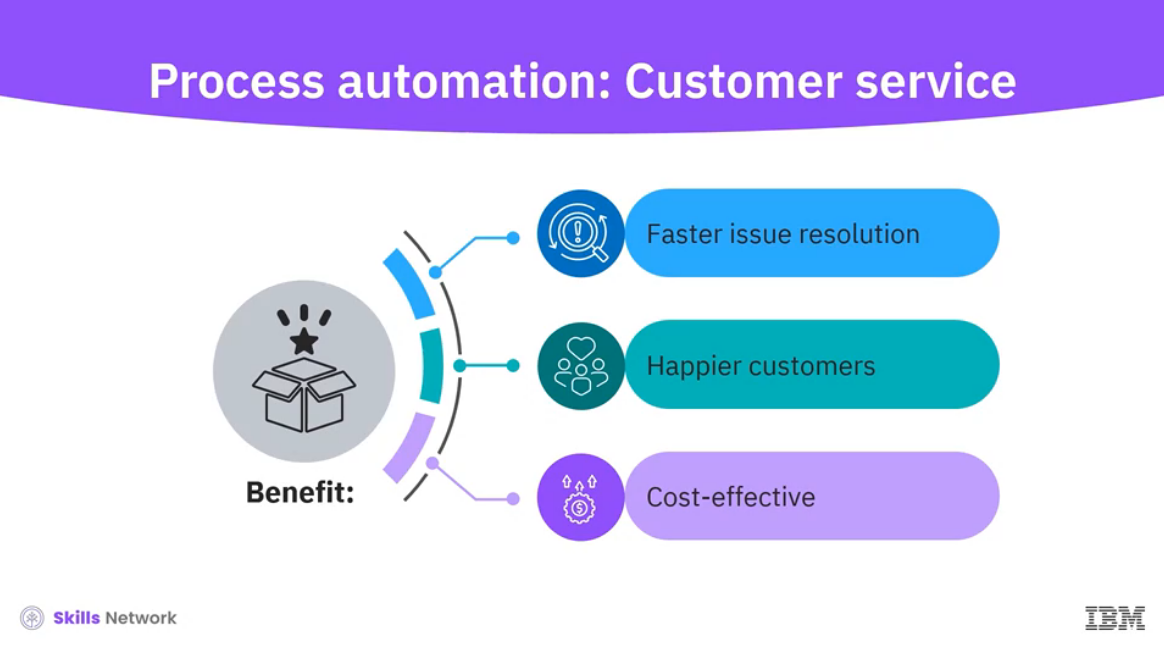 Process automation: Customer service
Faster issue resolution
Happier customers
Benefit:
Cost-effective
Skills Network
IBM